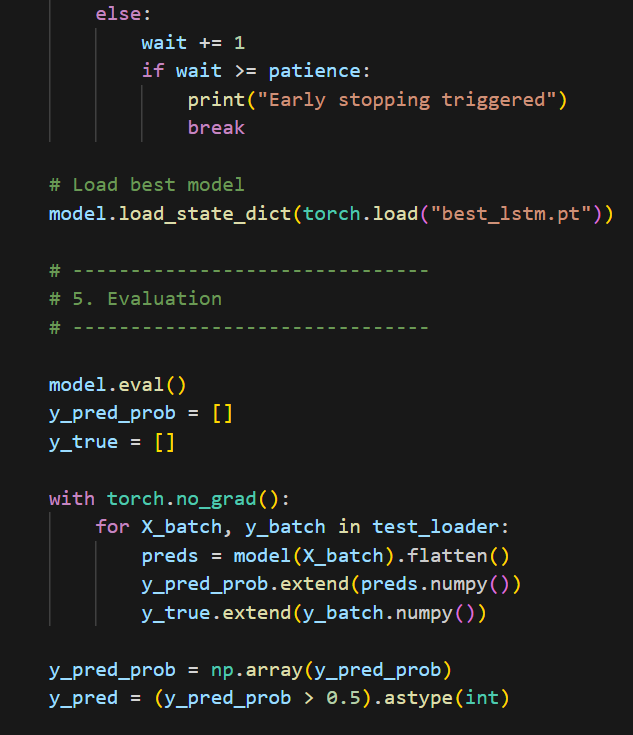 else:
wait += 1
if wait >= patience:
print("Early stopping triggered")
break
# Load best model
model.load_state_dict(torch.load("best_lstm.pt"))
# -------------------------------
# 5. Evaluation
# -------------------------------
model.eval()
y_pred_prob = []
y_true = []
with torch.no_grad():
for X_batch, y_batch in test_loader:
preds = model(X_batch).flatten()
y_pred_prob.extend(preds.numpy())
y_true.extend(y_batch.numpy())
y_pred_prob = np.array(y_pred_prob)
y_pred = (y_pred_prob > 0.5).astype(int)